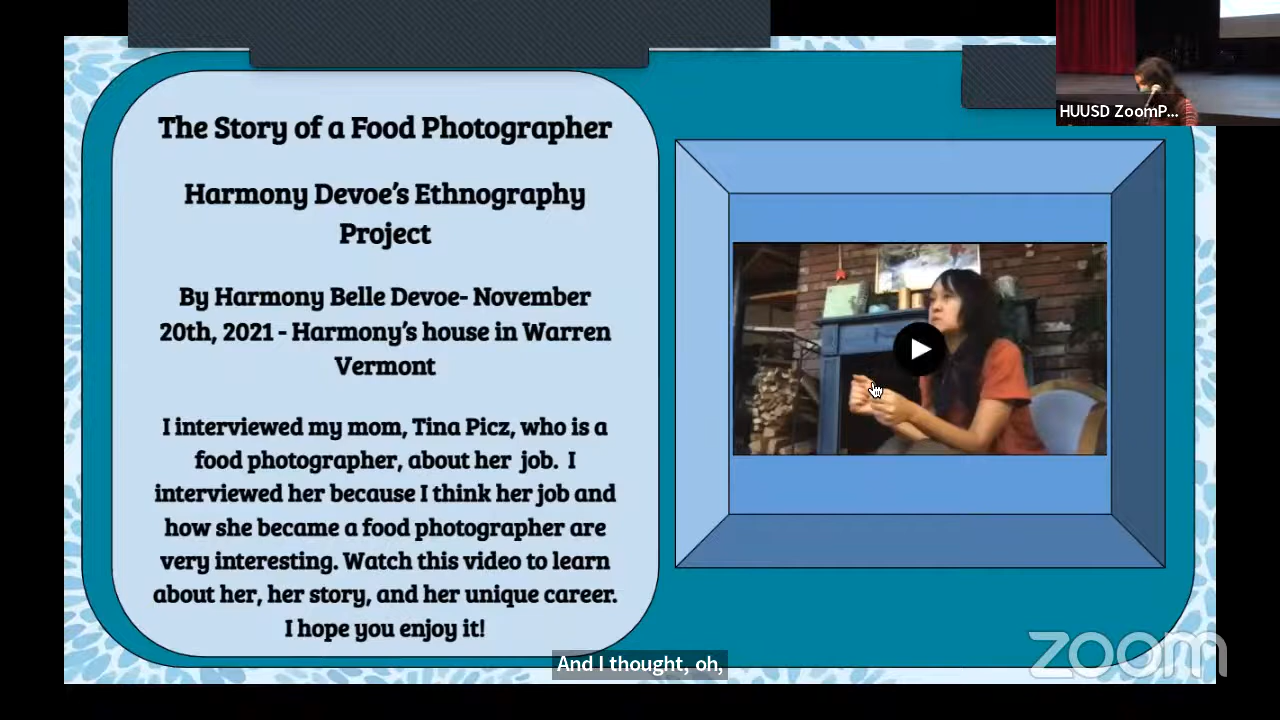 HUUSD ZoomP...
The Story of a Food Photographer
Harmony Devoe's Ethnography
Project
By Harmony Belle Devoe- November
20th, 2021 - Harmony's house in Warren
Vermont
I interviewed my mom, Tina Picz, who is a
food photographer, about her job. I
interviewed her because I think her job and
how she became a food photographer are
very interesting. Watch this video to learn
about her, her story, and her unique career.
I hope you enjoy it!
And I thought, oh,
zoom